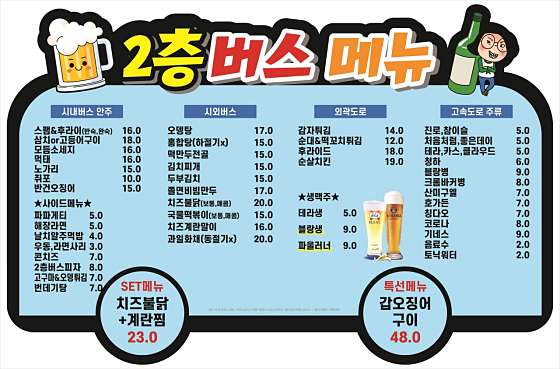 2층 버스 메뉴
시내버스 안주
스팸&후라이(반숙,완숙) 16.0
삼치or고등어구이 18.0
모듬소세지 16.0
먹태 16.0
노가리 15.0
쥐포 10.0
반건오징어 15.0
★사이드메뉴★
파파게티 5.0
해장라면 5.0
날치알주먹밥 4.0
우동,라면사리 3.0
콘치즈 7.0
2층버스피자 8.0
고구마&오뎅튀김 7.0
번데기탕 7.0
시외버스
오뎅탕 17.0
홍합탕(하절기x) 15.0
떡만두전골 15.0
김치찌개 15.0
두부김치 15.0
쫄면비빔만두 17.0
치즈불닭(보통,매콤) 20.0
국물떡볶이(보통,매콤) 15.0
치즈계란말이 16.0
과일화채(동절기x) 20.0
외곽도로
감자튀김 14.0
순대&떡꼬치튀김 12.0
후라이드 18.0
순살치킨 19.0
★생맥주★
테라생 5.0
블랑생 9.0
파울러너 9.0
고속도로 주류
진로,참이슬 5.0
처음처럼,좋은데이 5.0
테라,카스,클라우드 5.0
청하 6.0
블랑병 9.0
크롬바커병 8.0
산미구엘 7.0
호가든 7.0
칭다오 7.0
코로나 8.0
기네스 9.0
음료수 2.0
토닉워터 2.0
SET메뉴
치즈불닭
+계란찜
23.0
특선메뉴
갑오징어
구이
48.0